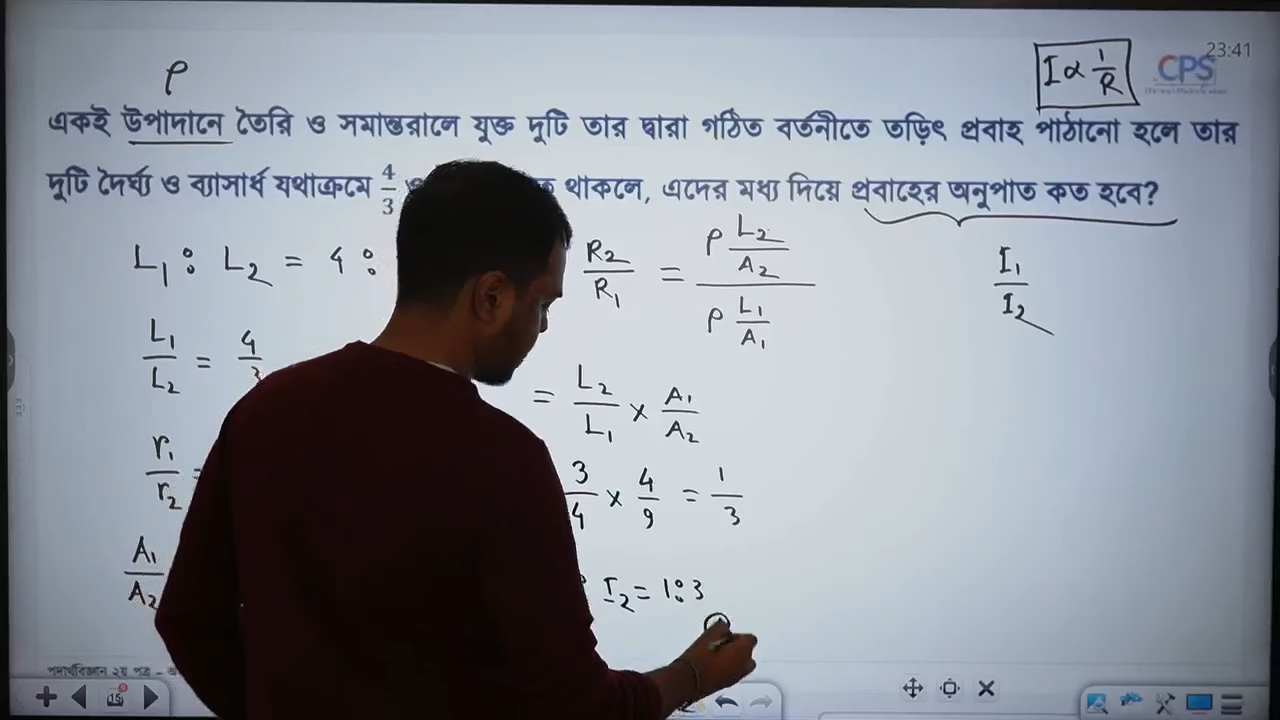 23:41
I ∝ 1/R
CPS
ρ
একই উপাদানে তৈরি ও সমান্তরালে যুক্ত দুটি তার দ্বারা গঠিত বর্তনীতে তড়িৎ প্রবাহ পাঠানো হলে তার
দুটি দৈর্ঘ্য ও ব্যাসার্ধ যথাক্রমে 4/3 থাকলে, এদের মধ্য দিয়ে প্রবাহের অনুপাত কত হবে?
L₁ : L₂ = 4 :
R₂/R₁ = (ρ L₂/A₂)/(ρ L₁/A₁)
I₁/I₂
L₁/L₂ = 4/3
= L₂/L₁ × A₁/A₂
r₁/r₂ =
3/4 × 4/9 = 1/3
A₁/A₂
I₂ = 1:3
পদার্থবিজ্ঞান ২য় পত্র –
15